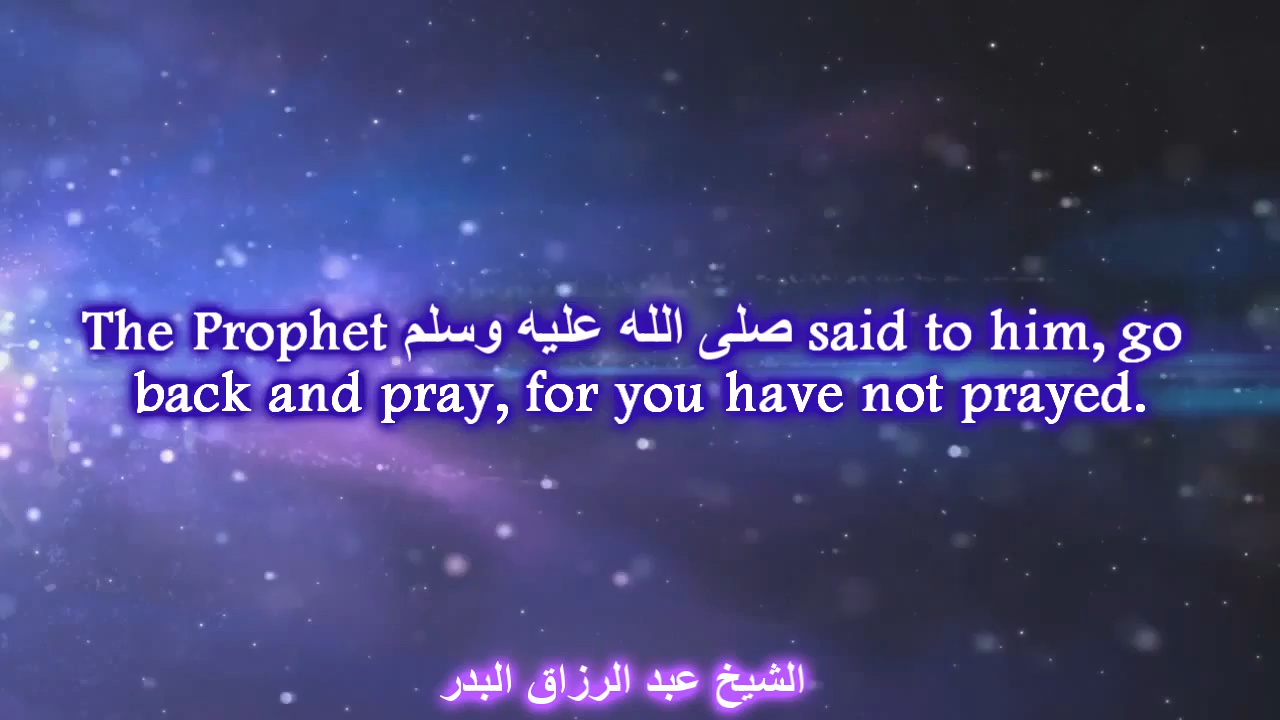 The Prophet صلى الله عليه وسلم said to him, go
back and pray, for you have not prayed.
الشيخ عبد الرزاق البدر